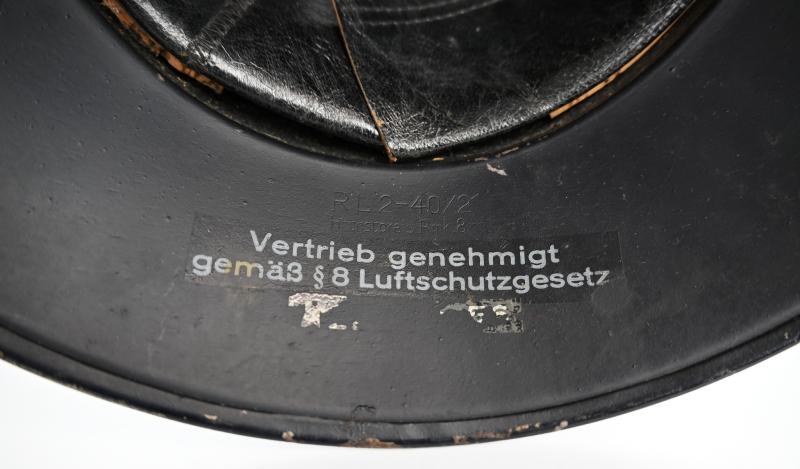 RL2-40/2
Vertrieb genehmigt
gemäß § 8 Luftschutzgesetz